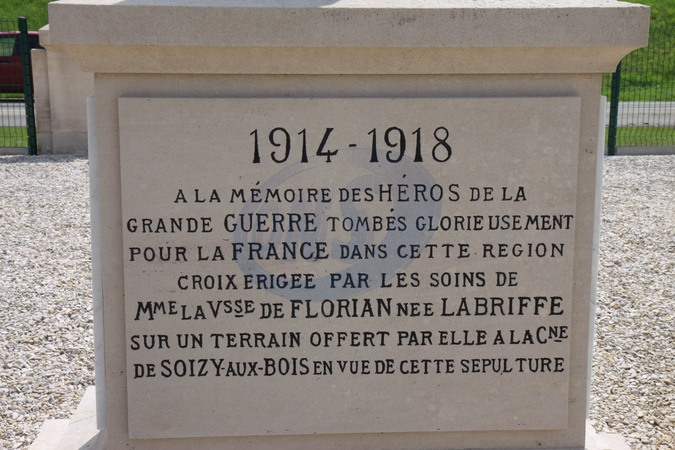 1914-1918
A LA MÉMOIRE DES HÉROS DE LA
GRANDE GUERRE TOMBÉS GLORIEUSEMENT
POUR LA FRANCE DANS CETTE REGION
CROIX ERIGEE PAR LES SOINS DE
MME LA VSSE DE FLORIAN NEE LABRIFFE
SUR UN TERRAIN OFFERT PAR ELLE A LA CNE
DE SOIZY-AUX-BOIS EN VUE DE CETTE SEPULTURE